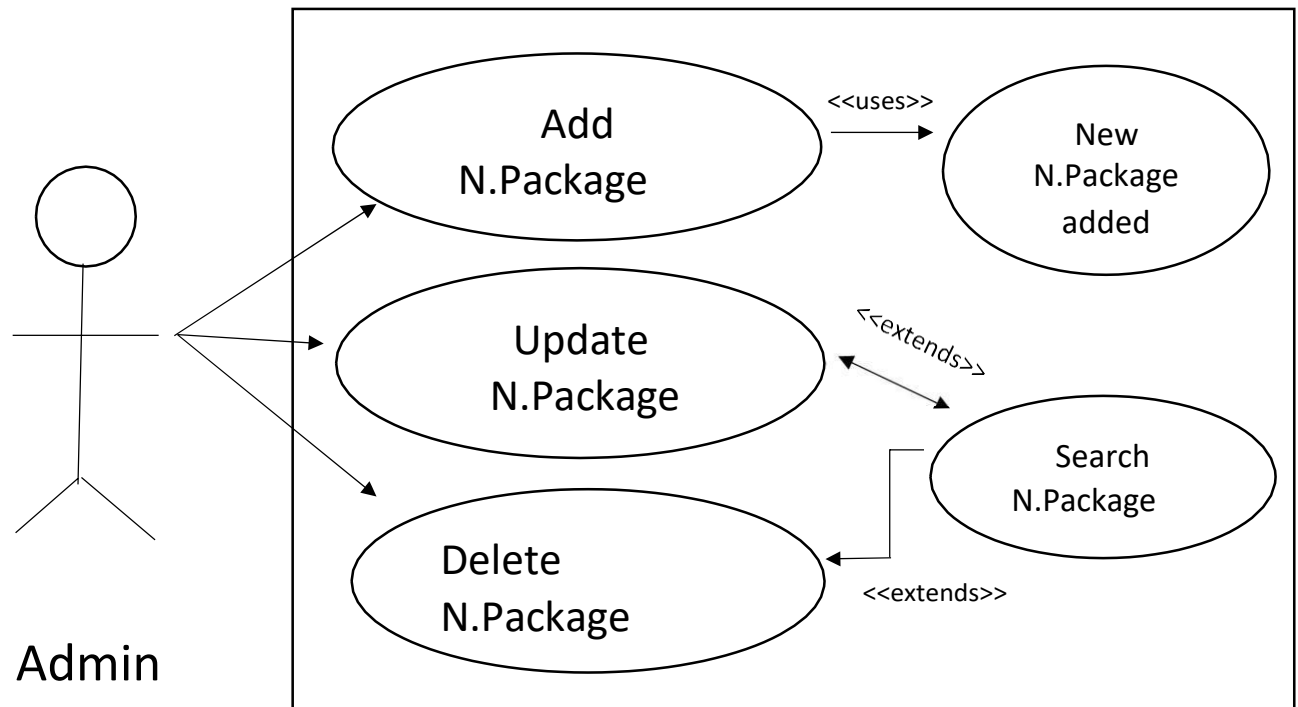 Add
N.Package
<<uses>>
New
N.Package
added
Update
N.Package
<<extends>>
Search
N.Package
Delete
N.Package
<<extends>>
Admin